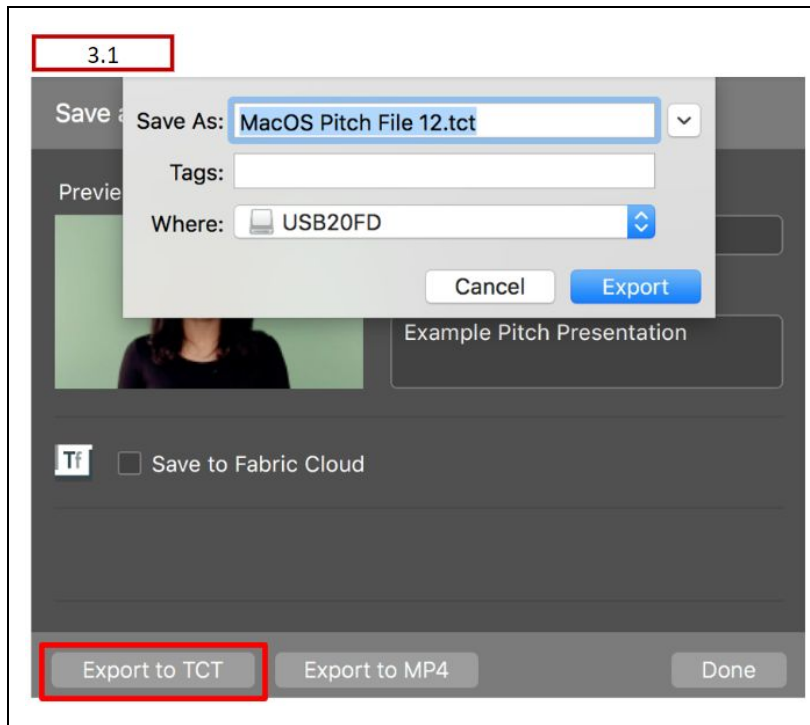 3.1
Save a
Save As: MacOS Pitch File 12.tct
Tags:
Previe
Where: USB20FD
Cancel Export
Example Pitch Presentation
Tf Save to Fabric Cloud
Export to TCT Export to MP4 Done